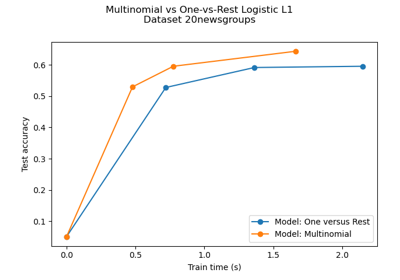 Multinomial vs One-vs-Rest Logistic L1
Dataset 20newsgroups
0.6
0.5
0.4
0.3
0.2
0.1
Test accuracy
Model: One versus Rest
Model: Multinomial
0.0 0.5 1.0 1.5 2.0
Train time (s)